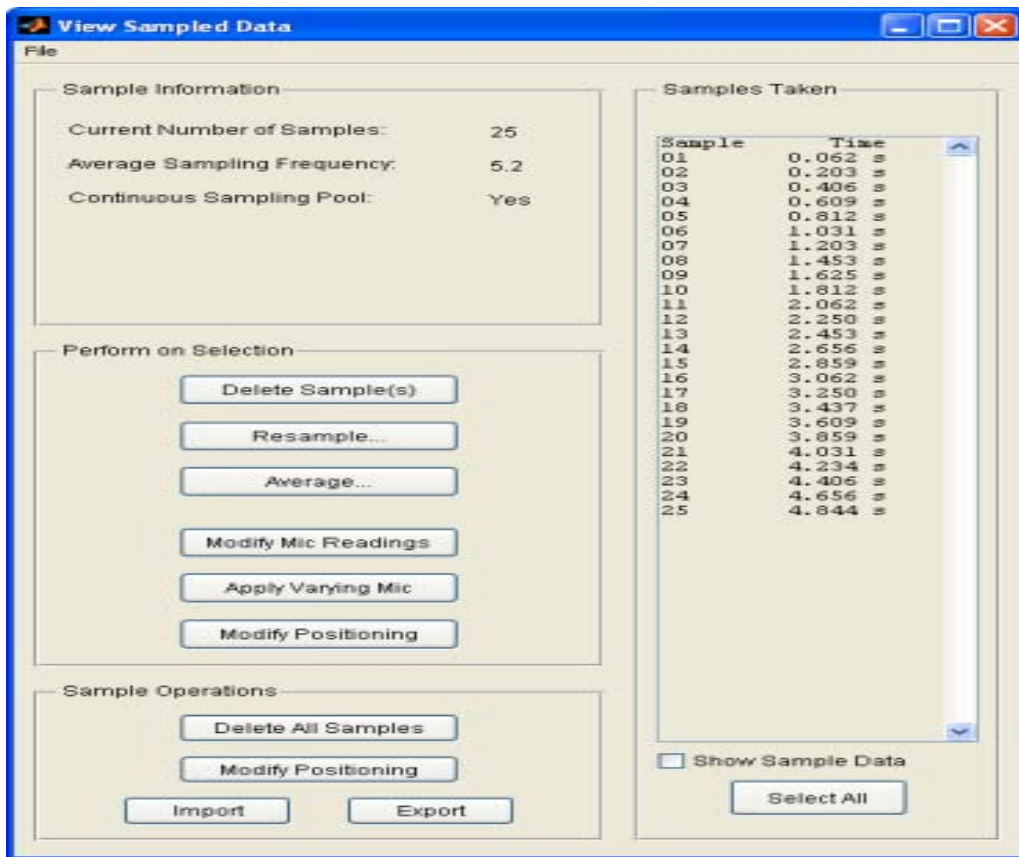 View Sampled Data
File
Sample Information
Current Number of Samples: 25
Average Sampling Frequency: 5.2
Continuous Sampling Pool: Yes
Perform on Selection
Delete Sample(s)
Resample...
Average...
Modify Mic Readings
Apply Varying Mic
Modify Positioning
Sample Operations
Delete All Samples
Modify Positioning
Import Export
Samples Taken
Sample Time
01 0.062 s
02 0.203 s
03 0.406 s
04 0.609 s
05 0.812 s
06 1.031 s
07 1.203 s
08 1.453 s
09 1.625 s
10 1.812 s
11 2.062 s
12 2.250 s
13 2.453 s
14 2.656 s
15 2.859 s
16 3.062 s
17 3.250 s
18 3.437 s
19 3.609 s
20 3.859 s
21 4.031 s
22 4.234 s
23 4.406 s
24 4.656 s
25 4.844 s
Show Sample Data
Select All